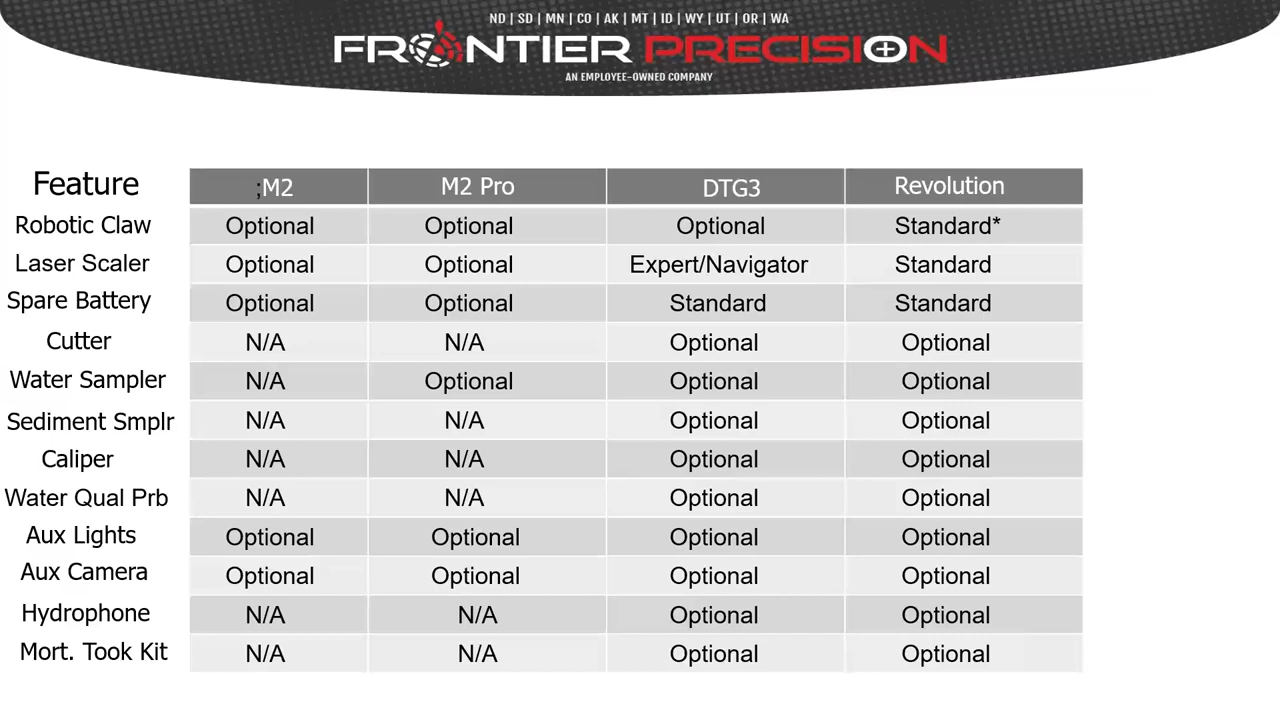 ND | SD | MN | CO | AK | MT | ID | WY | UT | OR | WA
FRONTIER PRECISION
AN EMPLOYEE-OWNED COMPANY
Feature ;M2 M2 Pro DTG3 Revolution
Robotic Claw Optional Optional Optional Standard*
Laser Scaler Optional Optional Expert/Navigator Standard
Spare Battery Optional Optional Standard Standard
Cutter N/A N/A Optional Optional
Water Sampler N/A Optional Optional Optional
Sediment Smplr N/A N/A Optional Optional
Caliper N/A N/A Optional Optional
Water Qual Prb N/A N/A Optional Optional
Aux Lights Optional Optional Optional Optional
Aux Camera Optional Optional Optional Optional
Hydrophone N/A N/A Optional Optional
Mort. Took Kit N/A N/A Optional Optional